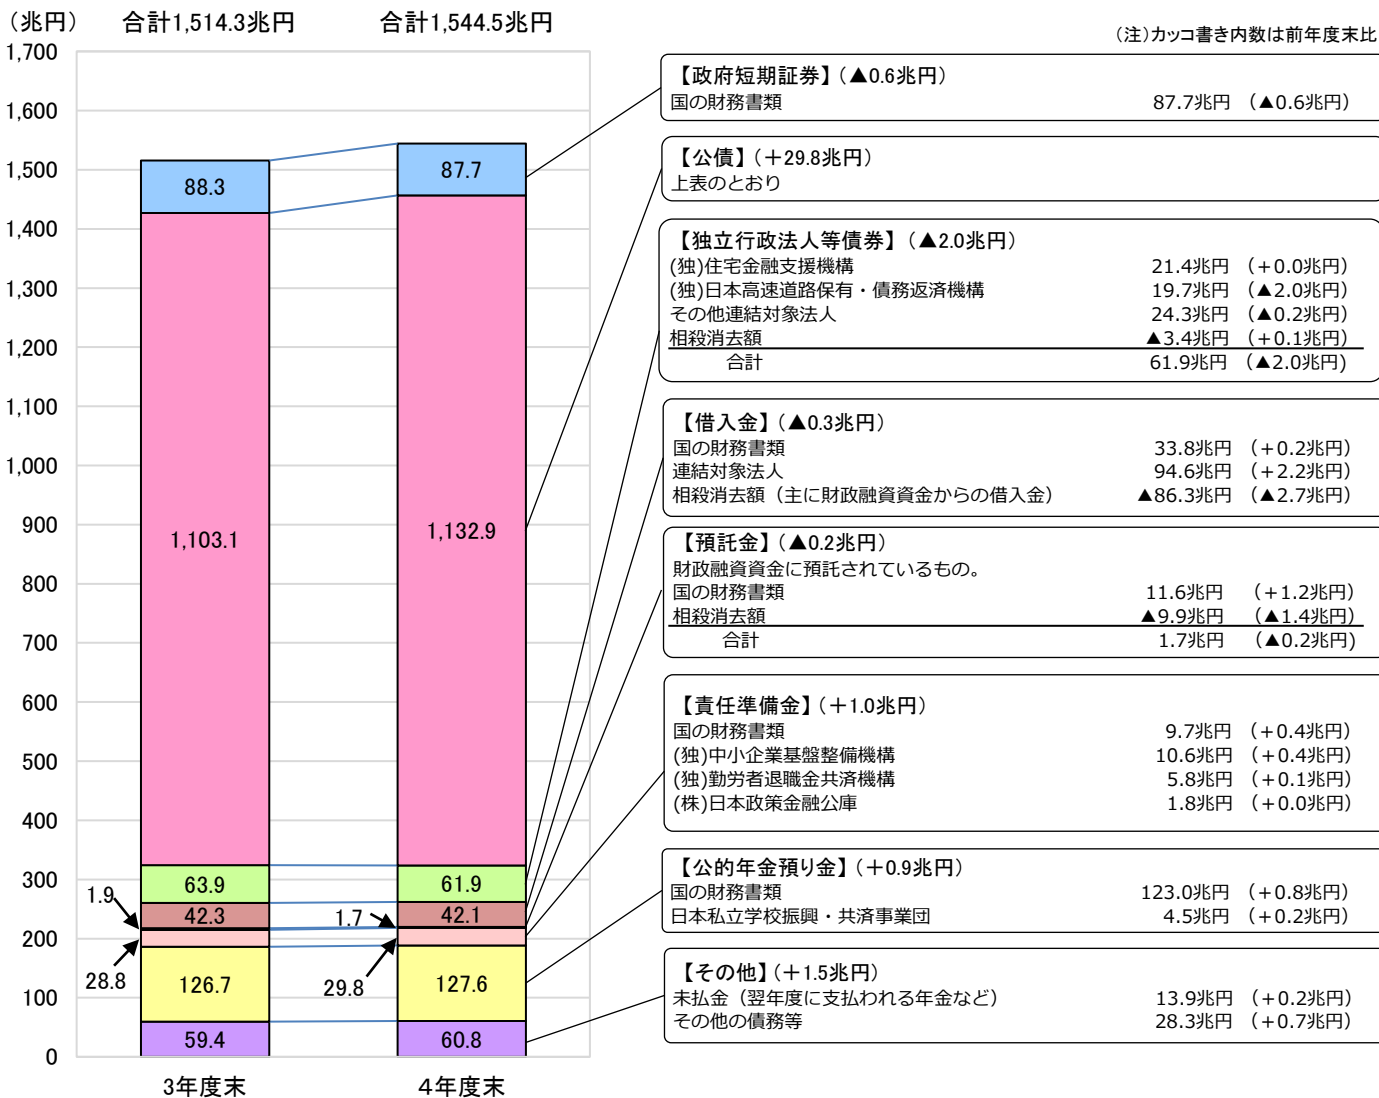 （兆円） 合計1,514.3兆円 合計1,544.5兆円
（注）カッコ書き内数は前年度末比
1,700
1,600
1,500
1,400
1,300
1,200
1,100
1,000
900
800
700
600
500
400
300
200
100
0
88.3
1,103.1
63.9
42.3
1.9
28.8
126.7
59.4
3年度末
87.7
1,132.9
61.9
42.1
1.7
29.8
127.6
60.8
4年度末
【政府短期証券】（▲0.6兆円）
国の財務書類 87.7兆円 （▲0.6兆円）
【公債】（＋29.8兆円）
上表のとおり
【独立行政法人等債券】（▲2.0兆円）
(独)住宅金融支援機構 21.4兆円 （＋0.0兆円）
(独)日本高速道路保有・債務返済機構 19.7兆円 （▲2.0兆円）
その他連結対象法人 24.3兆円 （▲0.2兆円）
相殺消去額 ▲3.4兆円 （＋0.1兆円）
合計 61.9兆円 （▲2.0兆円）
【借入金】（▲0.3兆円）
国の財務書類 33.8兆円 （＋0.2兆円）
連結対象法人 94.6兆円 （＋2.2兆円）
相殺消去額（主に財政融資資金からの借入金） ▲86.3兆円 （▲2.7兆円）
【預託金】（▲0.2兆円）
財政融資資金に預託されているもの。
国の財務書類 11.6兆円 （＋1.2兆円）
相殺消去額 ▲9.9兆円 （▲1.4兆円）
合計 1.7兆円 （▲0.2兆円）
【責任準備金】（＋1.0兆円）
国の財務書類 9.7兆円 （＋0.4兆円）
(独)中小企業基盤整備機構 10.6兆円 （＋0.4兆円）
(独)勤労者退職金共済機構 5.8兆円 （＋0.1兆円）
(株)日本政策金融公庫 1.8兆円 （＋0.0兆円）
【公的年金預り金】（＋0.9兆円）
国の財務書類 123.0兆円 （＋0.8兆円）
日本私立学校振興・共済事業団 4.5兆円 （＋0.2兆円）
【その他】（＋1.5兆円）
未払金（翌年度に支払われる年金など） 13.9兆円 （＋0.2兆円）
その他の債務等 28.3兆円 （＋0.7兆円）